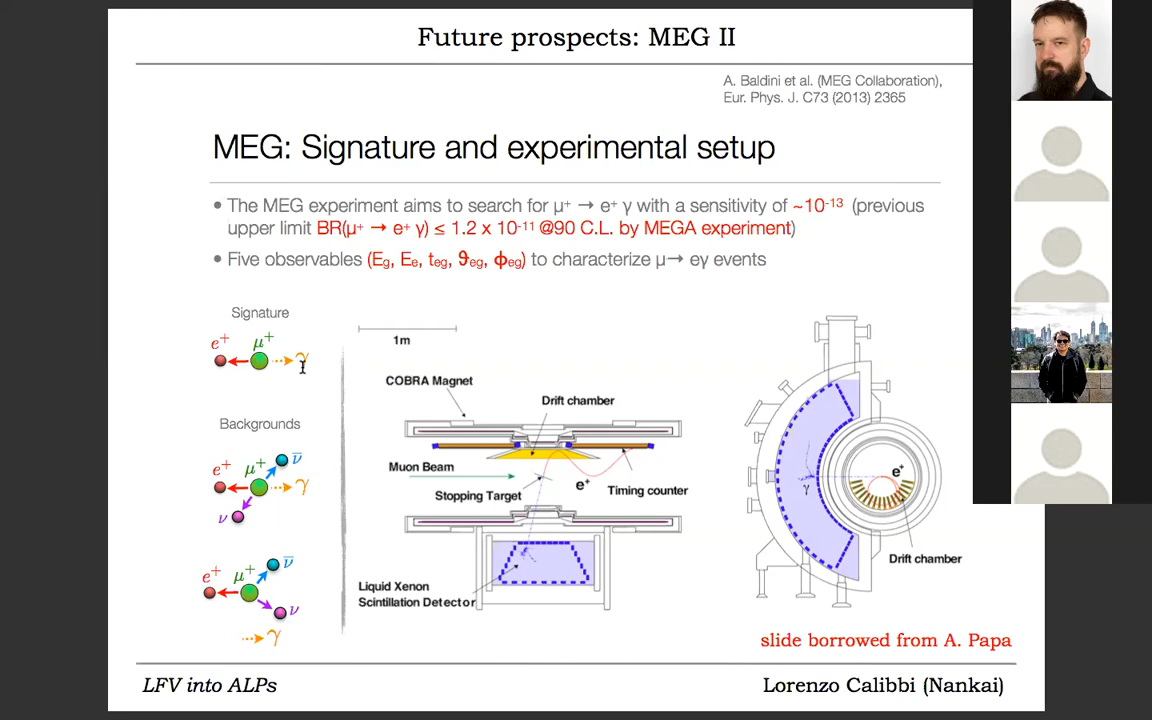 Future prospects: MEG II
A. Baldini et al. (MEG Collaboration),
Eur. Phys. J. C73 (2013) 2365
MEG: Signature and experimental setup
• The MEG experiment aims to search for μ⁺ → e⁺ γ with a sensitivity of ~10⁻¹³ (previous
upper limit BR(μ⁺ → e⁺ γ) ≤ 1.2 x 10⁻¹¹ @90 C.L. by MEGA experiment)
• Five observables (Eg, Ee, teg, ϑeg, ϕeg) to characterize μ→ eγ events
Signature
e⁺ μ⁺ γ
Backgrounds
e⁺ μ⁺ ν̄ γ
ν
e⁺ μ⁺ ν̄
ν
γ
1m
COBRA Magnet
Drift chamber
Muon Beam
Stopping Target
e⁺
Timing counter
Liquid Xenon
Scintillation Detector
γ
e⁺
Drift chamber
slide borrowed from A. Papa
LFV into ALPs
Lorenzo Calibbi (Nankai)